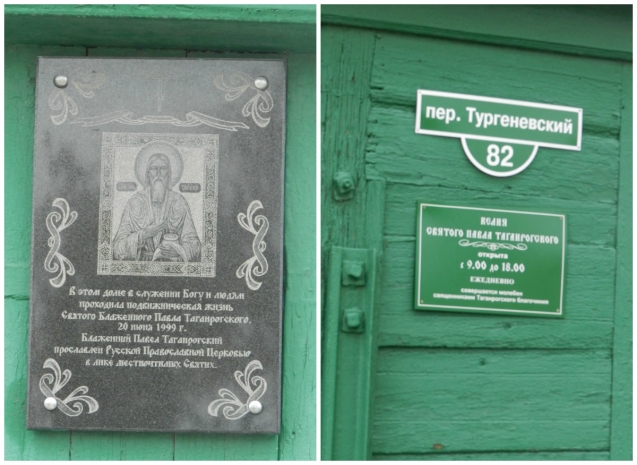 В этом доме в служении Богу и людям
проходила подвижническая жизнь
Святого Блаженного Павла Таганрогского.
20 июня 1999 г.
Блаженный Павел Таганрогский
прославлен Русской Православной Церковью
в лике местночтимых Святых.
пер. Тургеневский
82
КЕЛИЯ
СВЯТОГО ПАВЛА ТАГАНРОГСКОГО
открыта
с 9.00 до 18.00
ЕЖЕДНЕВНО
совершается молебен
священниками Таганрогского благочиния